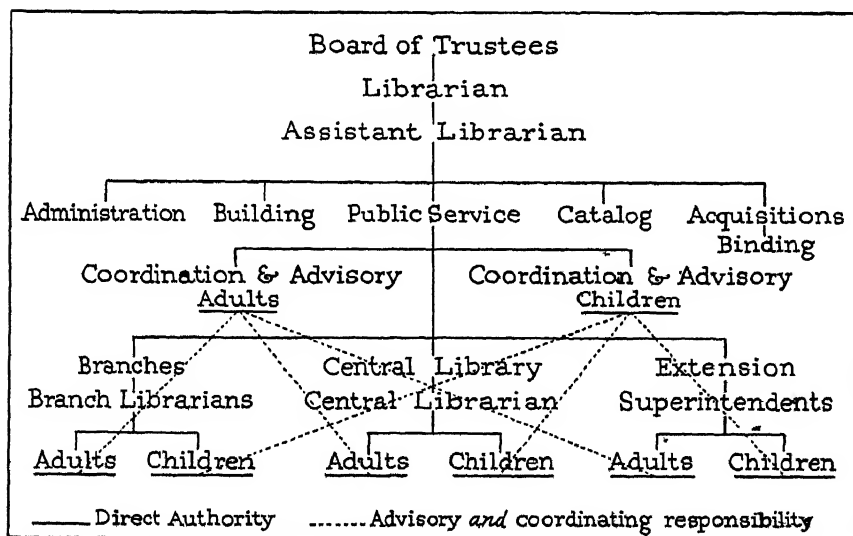 Board of Trustees
Librarian
Assistant Librarian
Administration Building Public Service Catalog Acquisitions
Binding
Coordination & Advisory Coordination & Advisory
Adults Children
Branches Central Library Extension
Branch Librarians Central Librarian Superintendents
Adults Children Adults Children Adults Children
Direct Authority Advisory and coordinating responsibility